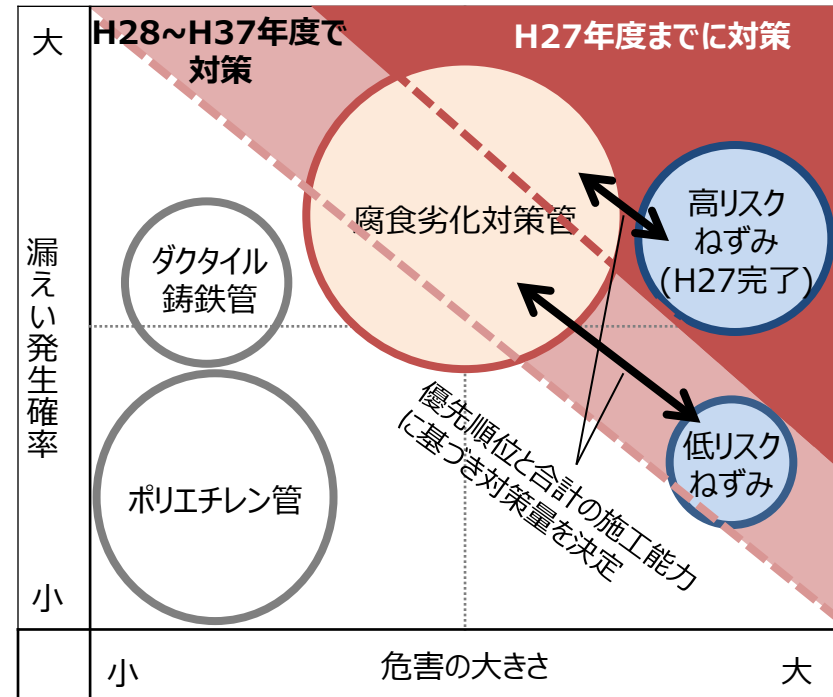 H28~H37年度で
対策
H27年度までに対策
大
漏えい発生確率
小
腐食劣化対策管
高リスク
ねずみ
(H27完了)
ダクタイル
鋳鉄管
ポリエチレン管
低リスク
ねずみ
優先順位と合計の施工能力
に基づき対策量を決定
小
危害の大きさ
大